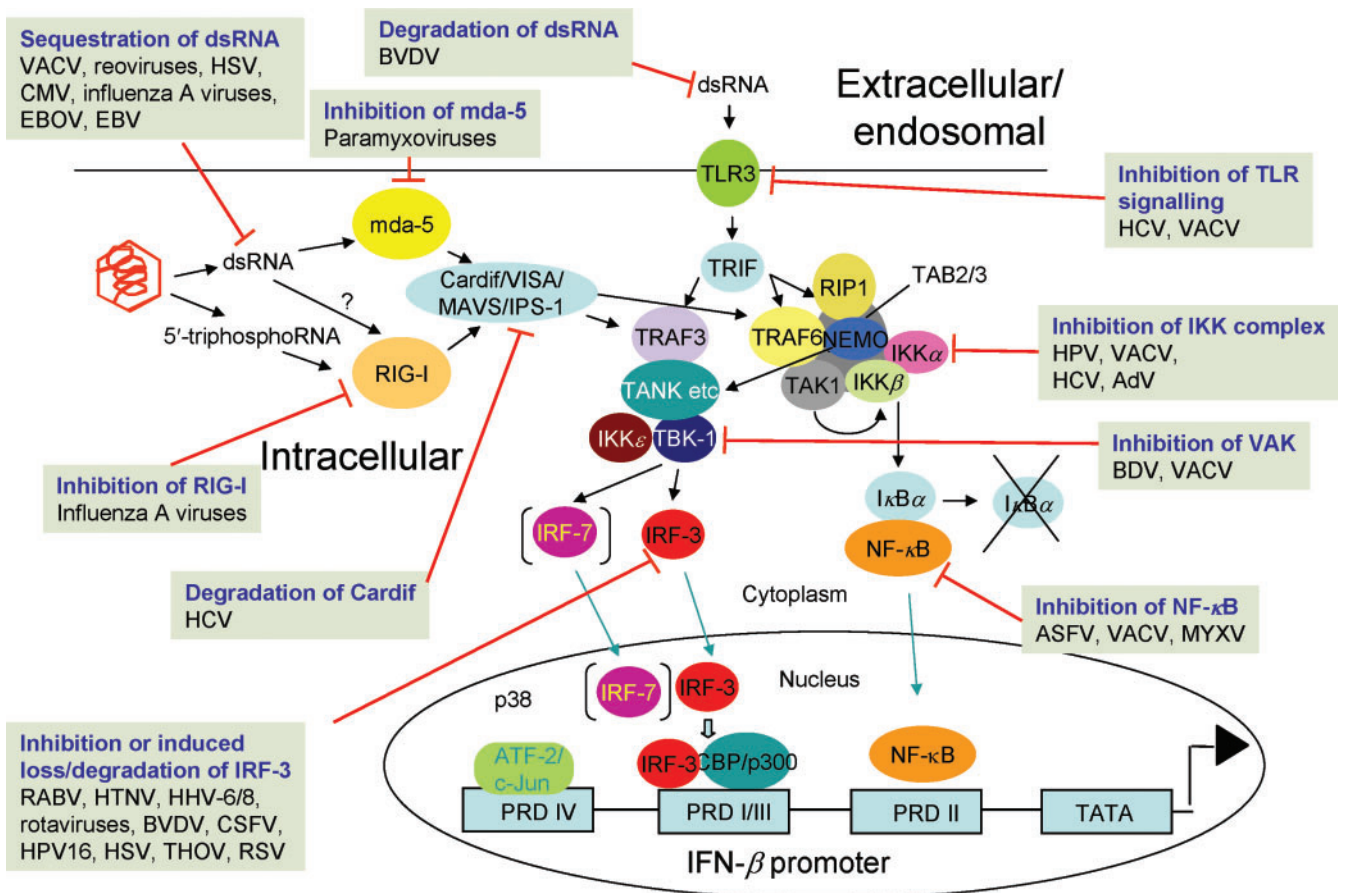 Sequestration of dsRNA
VACV, reoviruses, HSV,
CMV, influenza A viruses,
EBOV, EBV
Degradation of dsRNA
BVDV
Inhibition of mda-5
Paramyxoviruses
dsRNA
Extracellular/
endosomal
TLR3
Inhibition of TLR
signalling
HCV, VACV
mda-5
dsRNA
?
5′-triphosphoRNA
RIG-I
Cardif/VISA/
MAVS/IPS-1
TRIF
TRAF3
RIP1
TAB2/3
TRAF6
NEMO
IKKα
TAK1
IKKβ
Inhibition of IKK complex
HPV, VACV,
HCV, AdV
TANK etc
IKKε
TBK-1
Intracellular
Inhibition of VAK
BDV, VACV
Inhibition of RIG-I
Influenza A viruses
IκBα
IκBα
[IRF-7]
IRF-3
NF-κB
Degradation of Cardif
HCV
Cytoplasm
Inhibition of NF-κB
ASFV, VACV, MYXV
Nucleus
p38
[IRF-7]
IRF-3
Inhibition or induced
loss/degradation of IRF-3
RABV, HTNV, HHV-6/8,
rotaviruses, BVDV, CSFV,
HPV16, HSV, THOV, RSV
ATF-2/
c-Jun
IRF-3
CBP/p300
NF-κB
PRD IV
PRD I/III
PRD II
TATA
IFN-β promoter